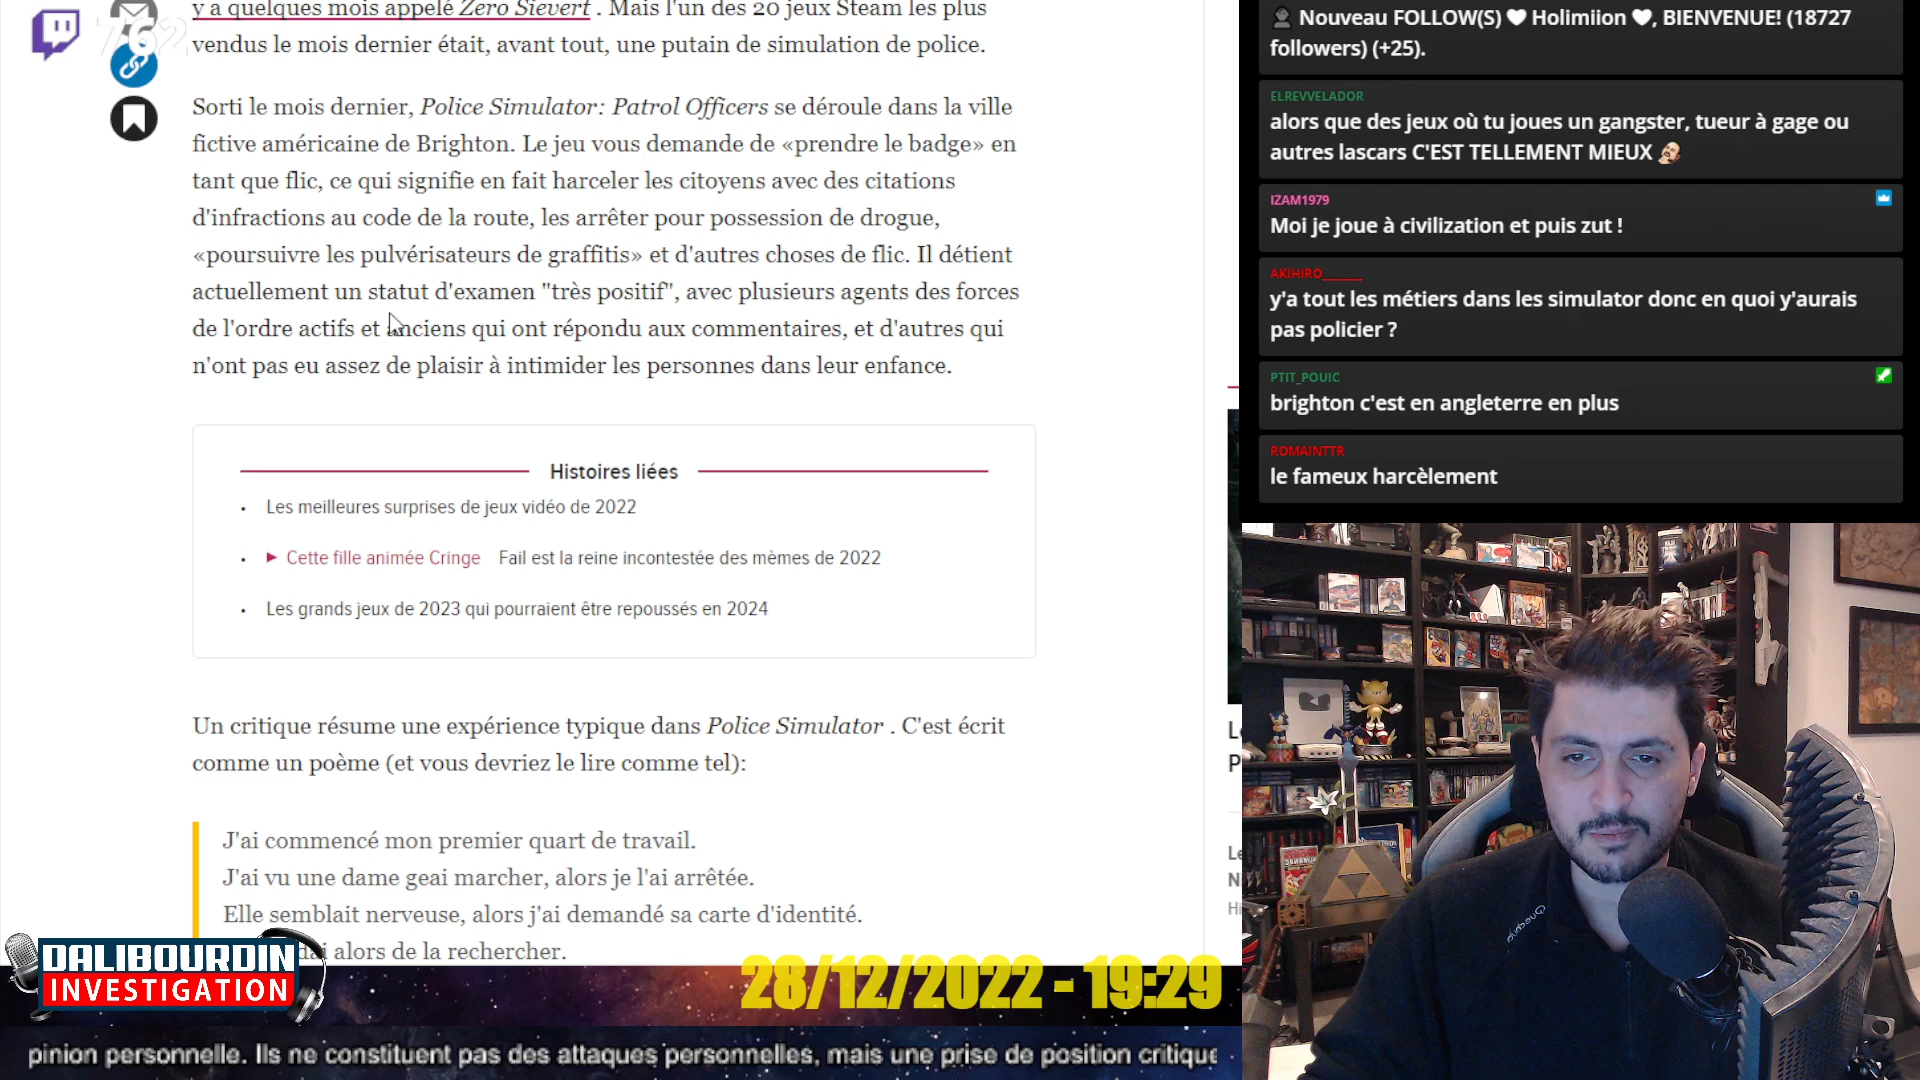 y a quelques mois appelé Zero Sievert . Mais l'un des 20 jeux Steam les plus
vendus le mois dernier était, avant tout, une putain de simulation de police.
762
Sorti le mois dernier, Police Simulator: Patrol Officers se déroule dans la ville
fictive américaine de Brighton. Le jeu vous demande de «prendre le badge» en
tant que flic, ce qui signifie en fait harceler les citoyens avec des citations
d'infractions au code de la route, les arrêter pour possession de drogue,
«poursuivre les pulvérisateurs de graffitis» et d'autres choses de flic. Il détient
actuellement un statut d'examen "très positif", avec plusieurs agents des forces
de l'ordre actifs et anciens qui ont répondu aux commentaires, et d'autres qui
n'ont pas eu assez de plaisir à intimider les personnes dans leur enfance.
Histoires liées
• Les meilleures surprises de jeux vidéo de 2022
• Cette fille animée Cringe Fail est la reine incontestée des mèmes de 2022
• Les grands jeux de 2023 qui pourraient être repoussés en 2024
Un critique résume une expérience typique dans Police Simulator . C'est écrit
comme un poème (et vous devriez le lire comme tel):
J'ai commencé mon premier quart de travail.
J'ai vu une dame geai marcher, alors je l'ai arrêtée.
Elle semblait nerveuse, alors j'ai demandé sa carte d'identité.
alors de la rechercher.
DALIBOURDIN
INVESTIGATION
28/12/2022 - 19:29
pinion personnelle. Ils ne constituent pas des attaques personnelles, mais une prise de position critique
Nouveau FOLLOW(S) ♥ Holimiion ♥, BIENVENUE! (18727
followers) (+25).
ELREVVELADOR
alors que des jeux où tu joues un gangster, tueur à gage ou
autres lascars C'EST TELLEMENT MIEUX
IZAM1979
Moi je joue à civilization et puis zut !
AKIHIRO______
y'a tout les métiers dans les simulator donc en quoi y'aurais
pas policier ?
PTIT_POUIC
brighton c'est en angleterre en plus
ROMAINTTR
le fameux harcèlement